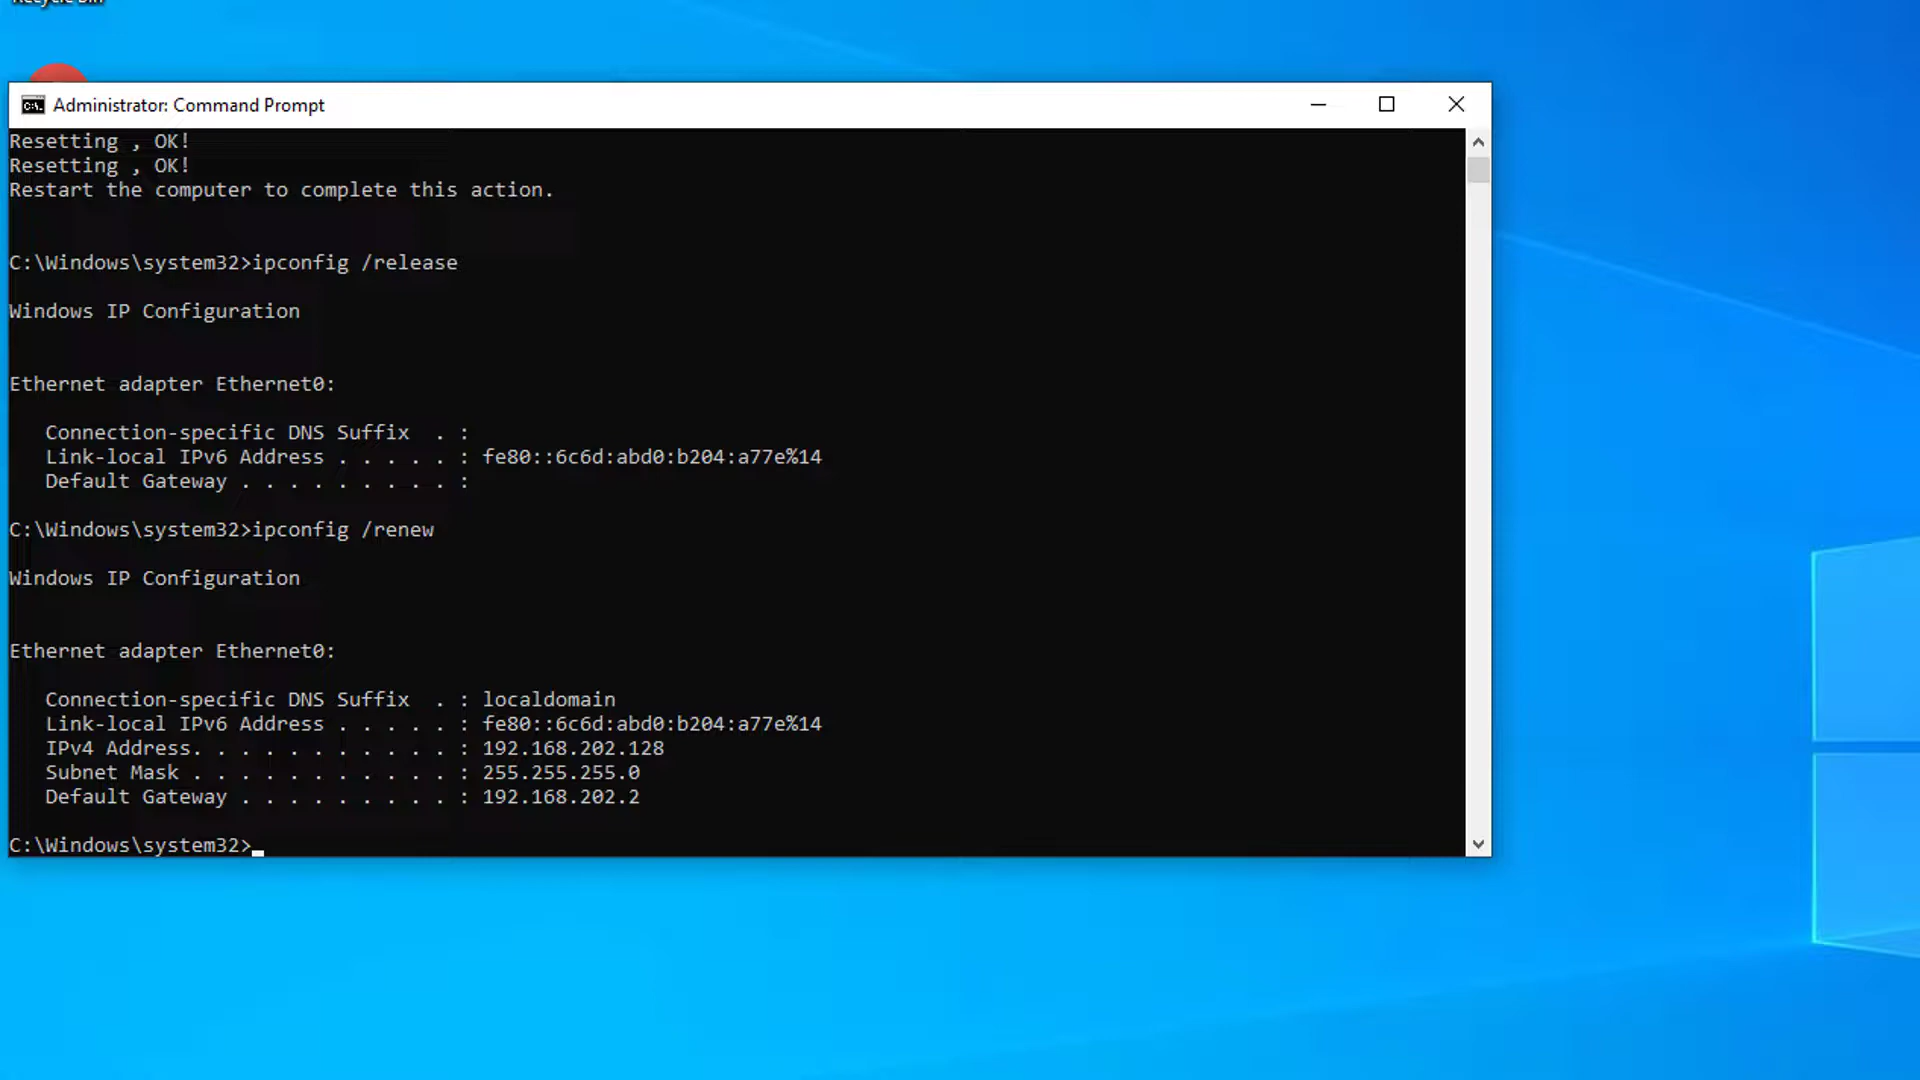 Recycle Bin
Administrator: Command Prompt
Resetting , OK!
Resetting , OK!
Restart the computer to complete this action.
C:\Windows\system32>ipconfig /release
Windows IP Configuration
Ethernet adapter Ethernet0:
Connection-specific DNS Suffix  . :
Link-local IPv6 Address . . . . . : fe80::6c6d:abd0:b204:a77e%14
Default Gateway . . . . . . . . . :
C:\Windows\system32>ipconfig /renew
Windows IP Configuration
Ethernet adapter Ethernet0:
Connection-specific DNS Suffix  . : localdomain
Link-local IPv6 Address . . . . . : fe80::6c6d:abd0:b204:a77e%14
IPv4 Address. . . . . . . . . . . : 192.168.202.128
Subnet Mask . . . . . . . . . . . : 255.255.255.0
Default Gateway . . . . . . . . . : 192.168.202.2
C:\Windows\system32>